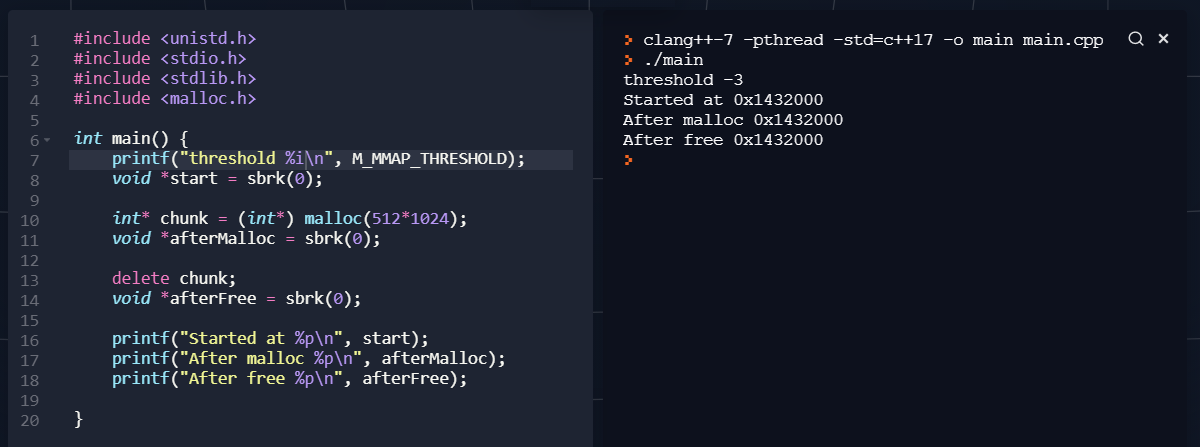 1 #include <unistd.h>
2 #include <stdio.h>
3 #include <stdlib.h>
4 #include <malloc.h>
5
6 int main() {
7 printf("threshold %i\n", M_MMAP_THRESHOLD);
8 void *start = sbrk(0);
9
10 int* chunk = (int*) malloc(512*1024);
11 void *afterMalloc = sbrk(0);
12
13 delete chunk;
14 void *afterFree = sbrk(0);
15
16 printf("Started at %p\n", start);
17 printf("After malloc %p\n", afterMalloc);
18 printf("After free %p\n", afterFree);
19
20 }
clang++-7 -pthread -std=c++17 -o main main.cpp
./main
threshold -3
Started at 0x1432000
After malloc 0x1432000
After free 0x1432000